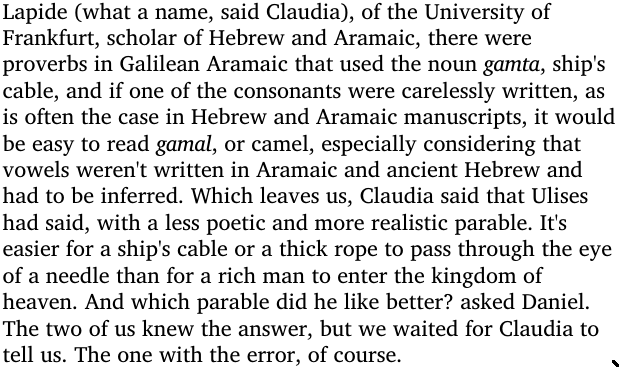 Lapide (what a name, said Claudia), of the University of
Frankfurt, scholar of Hebrew and Aramaic, there were
proverbs in Galilean Aramaic that used the noun gamta, ship's
cable, and if one of the consonants were carelessly written, as
is often the case in Hebrew and Aramaic manuscripts, it would
be easy to read gamal, or camel, especially considering that
vowels weren't written in Aramaic and ancient Hebrew and
had to be inferred. Which leaves us, Claudia said that Ulises
had said, with a less poetic and more realistic parable. It's
easier for a ship's cable or a thick rope to pass through the eye
of a needle than for a rich man to enter the kingdom of
heaven. And which parable did he like better? asked Daniel.
The two of us knew the answer, but we waited for Claudia to
tell us. The one with the error, of course.